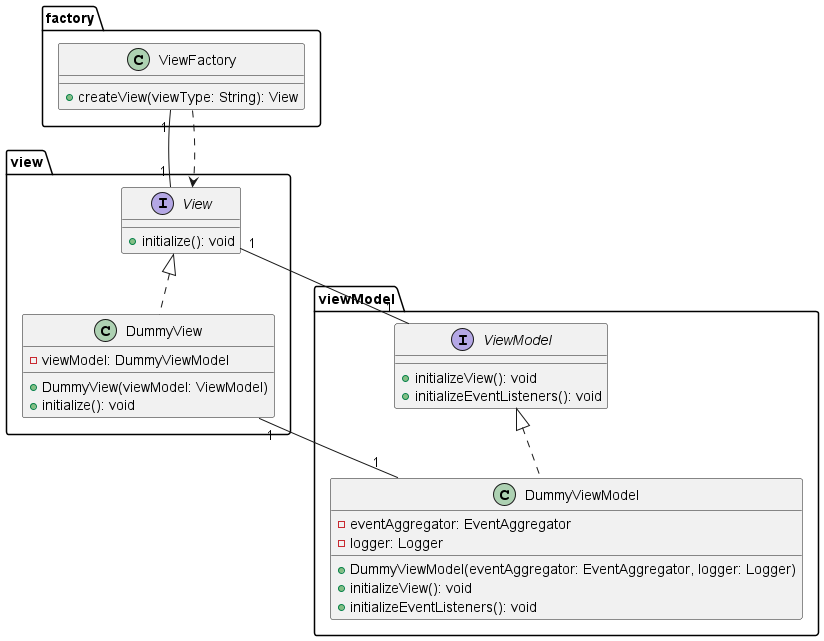 factory
C ViewFactory
createView(viewType: String): View
1
1
view
I View
initialize(): void
1
1
viewModel
C DummyView
viewModel: DummyViewModel
DummyView(viewModel: ViewModel)
initialize(): void
I ViewModel
initializeView(): void
initializeEventListeners(): void
1
1
C DummyViewModel
eventAggregator: EventAggregator
logger: Logger
DummyViewModel(eventAggregator: EventAggregator, logger: Logger)
initializeView(): void
initializeEventListeners(): void